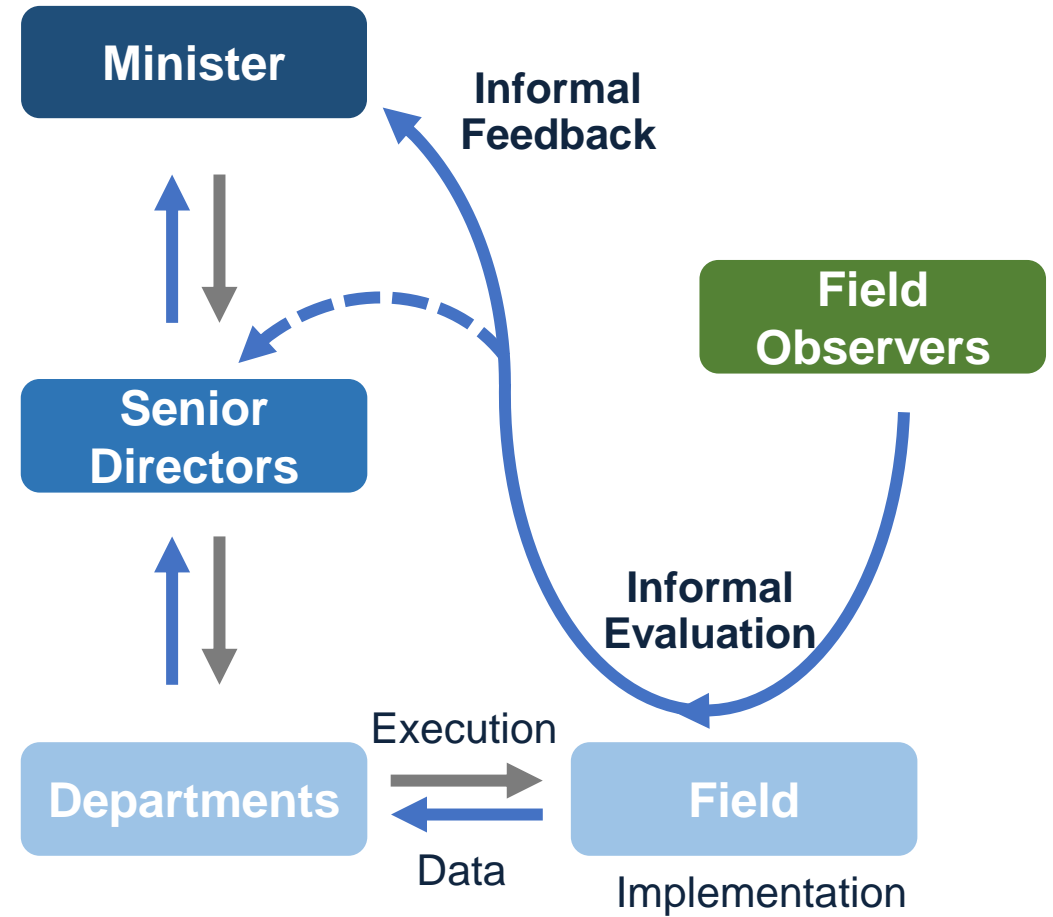 Minister
Informal
Feedback
Field
Observers
Senior
Directors
Informal
Evaluation
Execution
Departments
Field
Data
Implementation